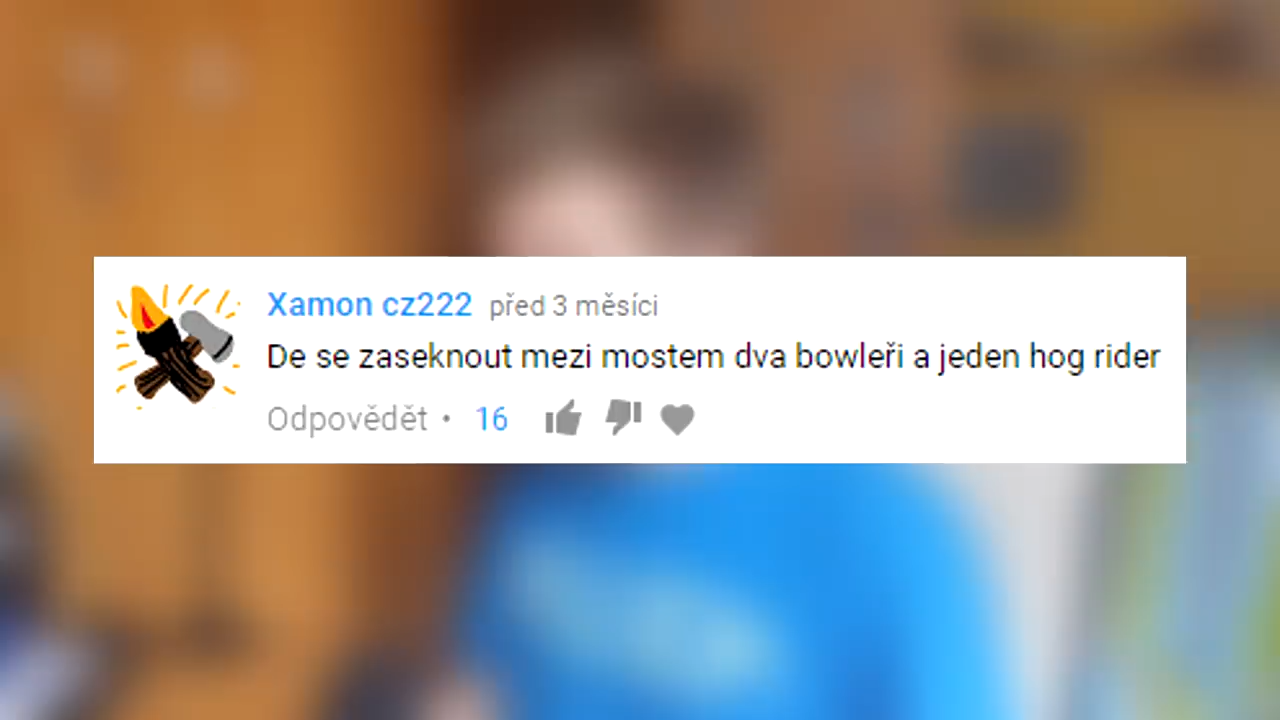 Xamon cz222 před 3 měsíci
De se zaseknout mezi mostem dva bowleři a jeden hog rider
Odpovědět • 16